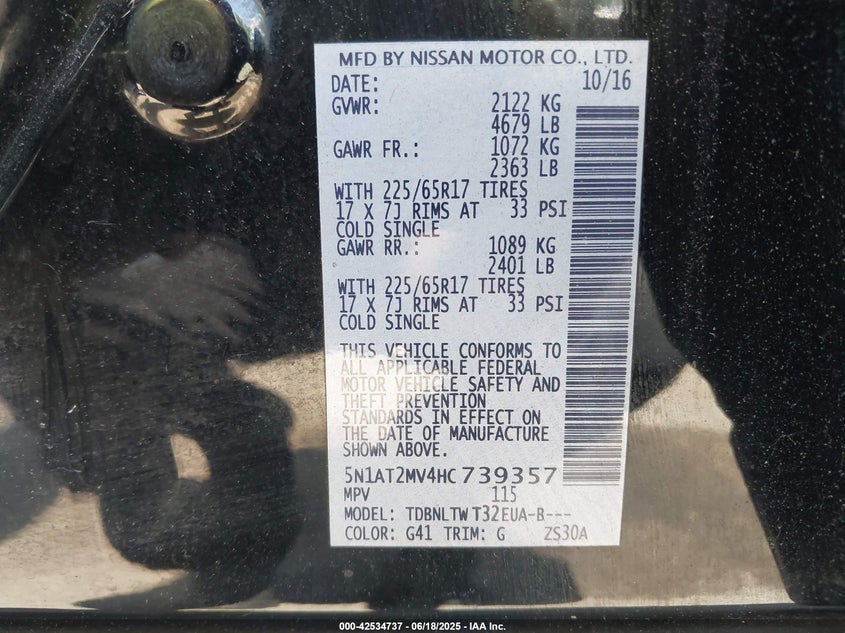 MFD BY NISSAN MOTOR CO., LTD.
DATE: 10/16
GVWR: 2122 KG
4679 LB
GAWR FR.: 1072 KG
2363 LB
WITH 225/65R17 TIRES
17 X 7J RIMS AT 33 PSI
COLD SINGLE
GAWR RR.: 1089 KG
2401 LB
WITH 225/65R17 TIRES
17 X 7J RIMS AT 33 PSI
COLD SINGLE
THIS VEHICLE CONFORMS TO
ALL APPLICABLE FEDERAL
MOTOR VEHICLE SAFETY AND
THEFT PREVENTION
STANDARDS IN EFFECT ON
THE DATE OF MANUFACTURE
SHOWN ABOVE.
5N1AT2MV4HC739357
MPV 115
MODEL: TDBNLTWT32EUA-B---
COLOR: G41 TRIM: G ZS30A
000-42534737 - 06/18/2025 - IAA Inc.